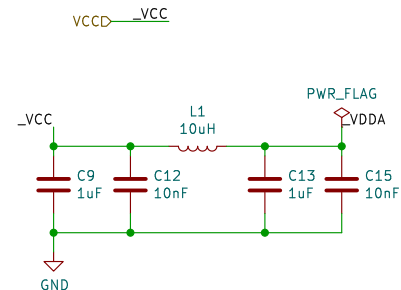 VCC
_VCC
PWR_FLAG
_VCC
L1
10uH
_VDDA
C9
1uF
C12
10nF
C13
1uF
C15
10nF
GND